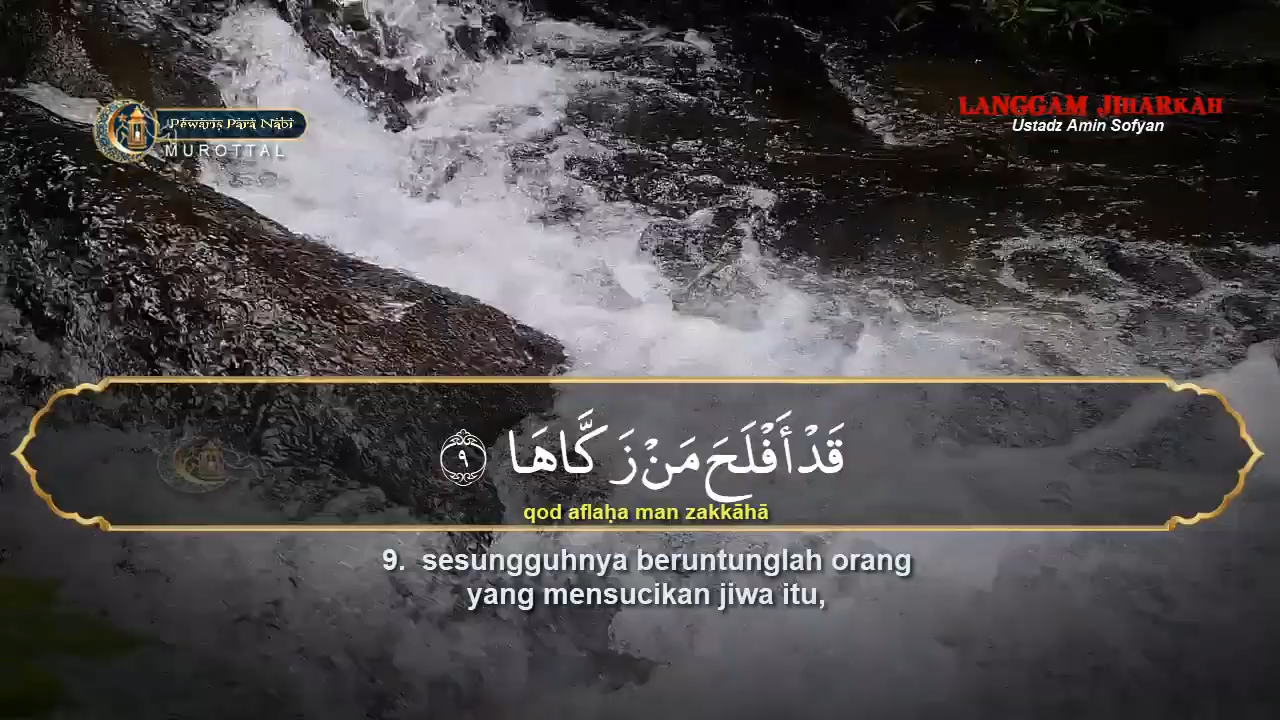 Pewaris Para Nabi
MUROTTAL
LANGGAM JHIARKAH
Ustadz Amin Sofyan
قَدْ أَفْلَحَ مَنْ زَكَّاهَا ٩
qod aflaḥa man zakkāhā
9. sesungguhnya beruntunglah orang
yang mensucikan jiwa itu,